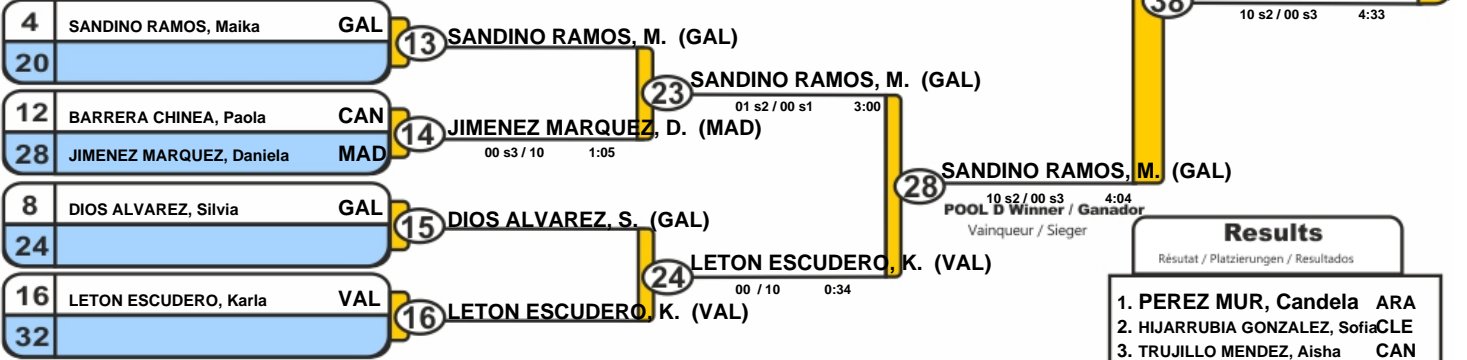 4 SANDINO RAMOS, Maika GAL
20
13 SANDINO RAMOS, M. (GAL)
12 BARRERA CHINEA, Paola CAN
28 JIMENEZ MARQUEZ, Daniela MAD
14 JIMENEZ MARQUEZ, D. (MAD)
00 s3 / 10 1:05
8 DIOS ALVAREZ, Silvia GAL
24
15 DIOS ALVAREZ, S. (GAL)
16 LETON ESCUDERO, Karla VAL
32
16 LETON ESCUDERO, K. (VAL)
23 SANDINO RAMOS, M. (GAL)
01 s2 / 00 s1 3:00
24 LETON ESCUDERO, K. (VAL)
00 / 10 0:34
28 SANDINO RAMOS, M. (GAL)
10 s2 / 00 s3 4:04
POOL D Winner / Ganador
Vainqueur / Sieger
38
10 s2 / 00 s3 4:33
Results
Résutat / Platzierungen / Resultados
1. PEREZ MUR, Candela ARA
2. HIJARRUBIA GONZALEZ, Sofia CLE
3. TRUJILLO MENDEZ, Aisha CAN